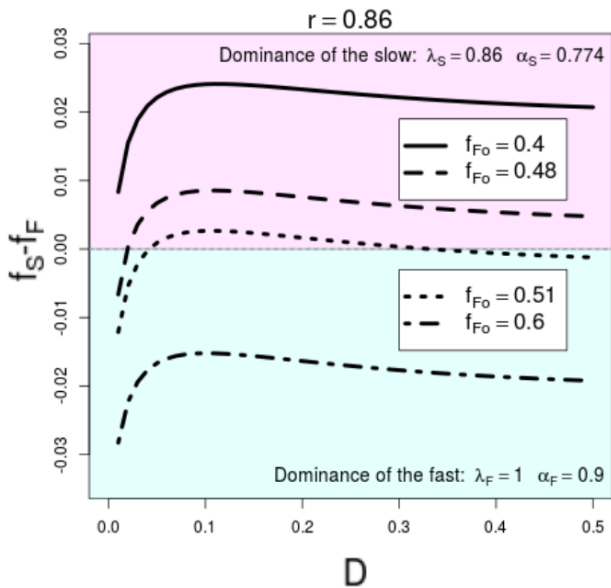 r = 0.86
Dominance of the slow: λS = 0.86 αS = 0.774
fFo = 0.4
fFo = 0.48
fFo = 0.51
fFo = 0.6
Dominance of the fast: λF = 1 αF = 0.9
fS-fF
0.03
0.02
0.01
0.00
-0.01
-0.02
-0.03
0.0 0.1 0.2 0.3 0.4 0.5
D